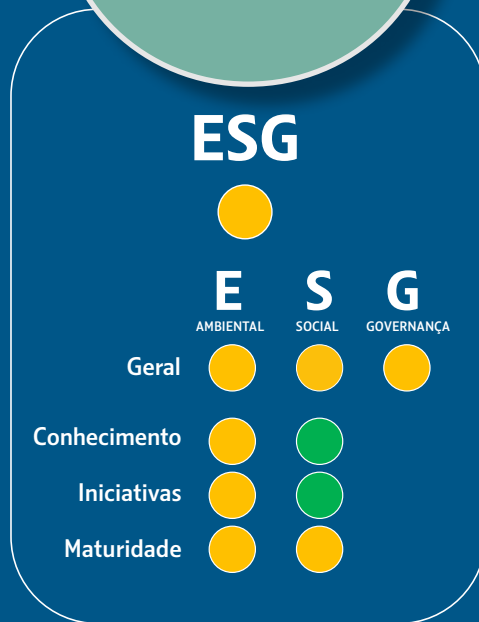 ESG
E S G
AMBIENTAL SOCIAL GOVERNANÇA
Geral
Conhecimento
Iniciativas
Maturidade